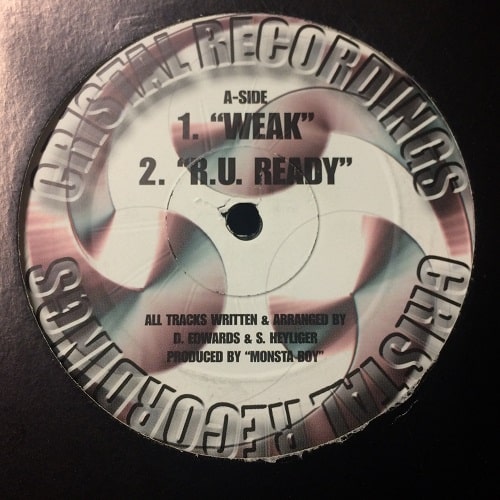 CRISTAL RECORDINGS
A-SIDE
1. "WEAK"
2. "R.U. READY"
ALL TRACKS WRITTEN & ARRANGED BY
D. EDWARDS & S. HEYLIGER
PRODUCED BY "MONSTA BOY"
CRISTAL RECORDINGS